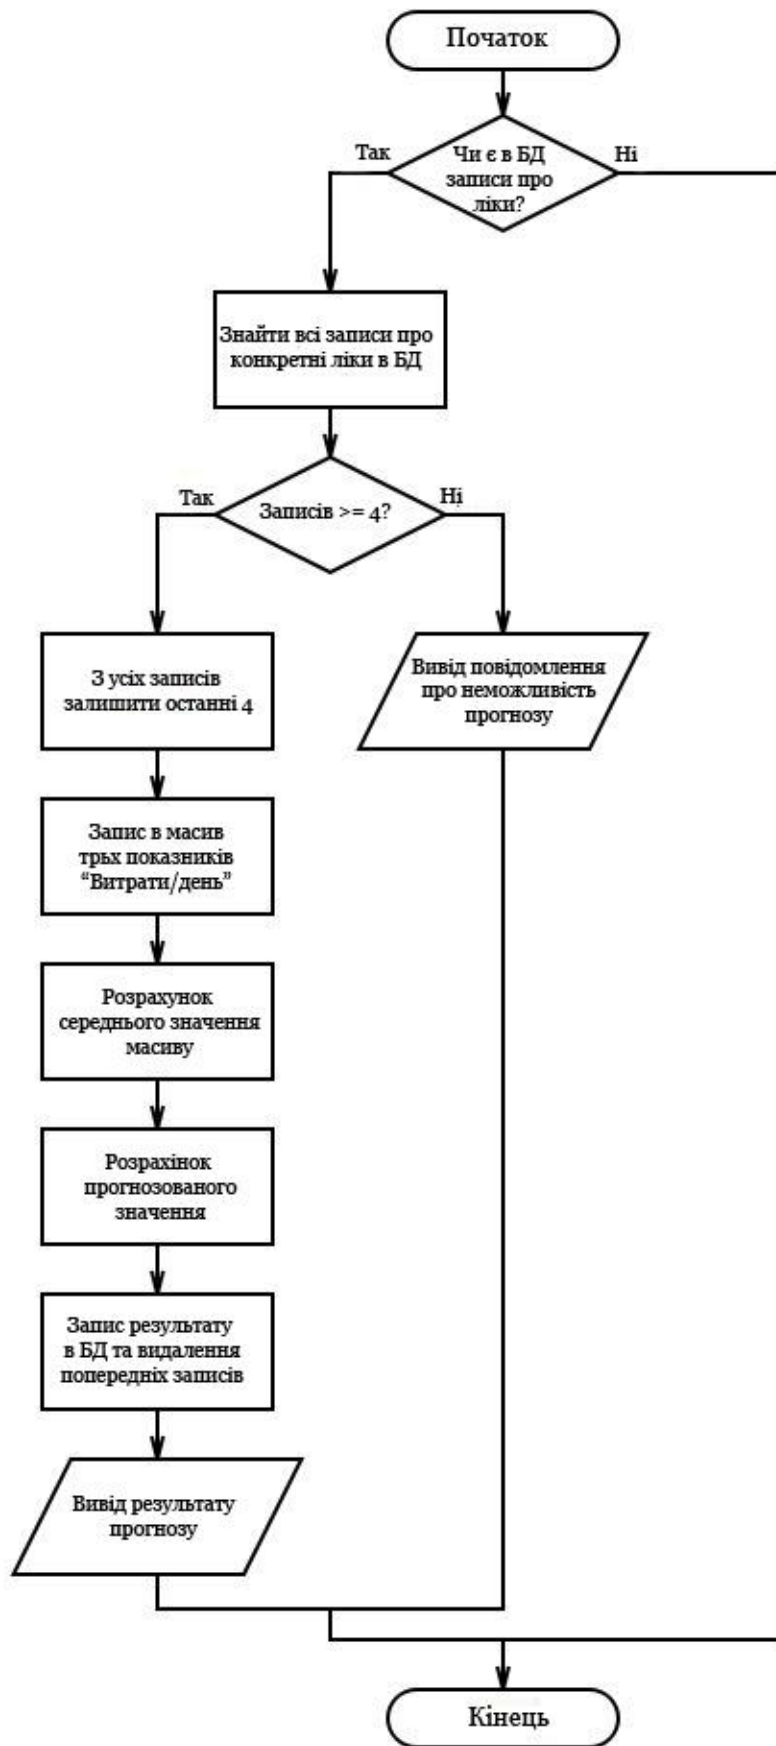 Початок
Так
Чи є в БД
записи про
ліки?
Ні
Знайти всі записи про
конкретні ліки в БД
Так
Записів >= 4?
Ні
З усіх записів
залишити останні 4
Вивід повідомлення
про неможливість
прогнозу
Запис в масив
трьх показників
“Витрати/день”
Розрахунок
середнього значення
масиву
Розрахінок
прогнозованого
значення
Запис результату
в БД та видалення
попередніх записів
Вивід результату
прогнозу
Кінець